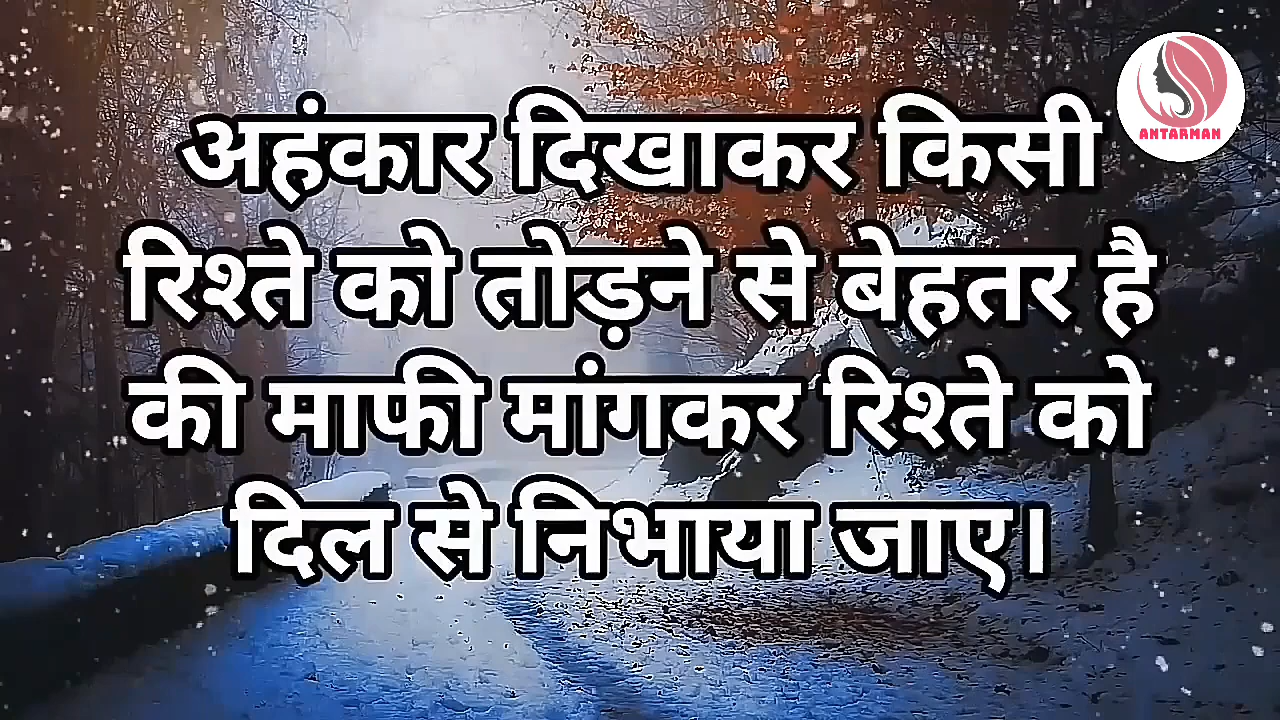 ANTARMAN
अहंकार दिखाकर किसी
रिश्ते को तोड़ने से बेहतर है
की माफी मांगकर रिश्ते को
दिल से निभाया जाए।